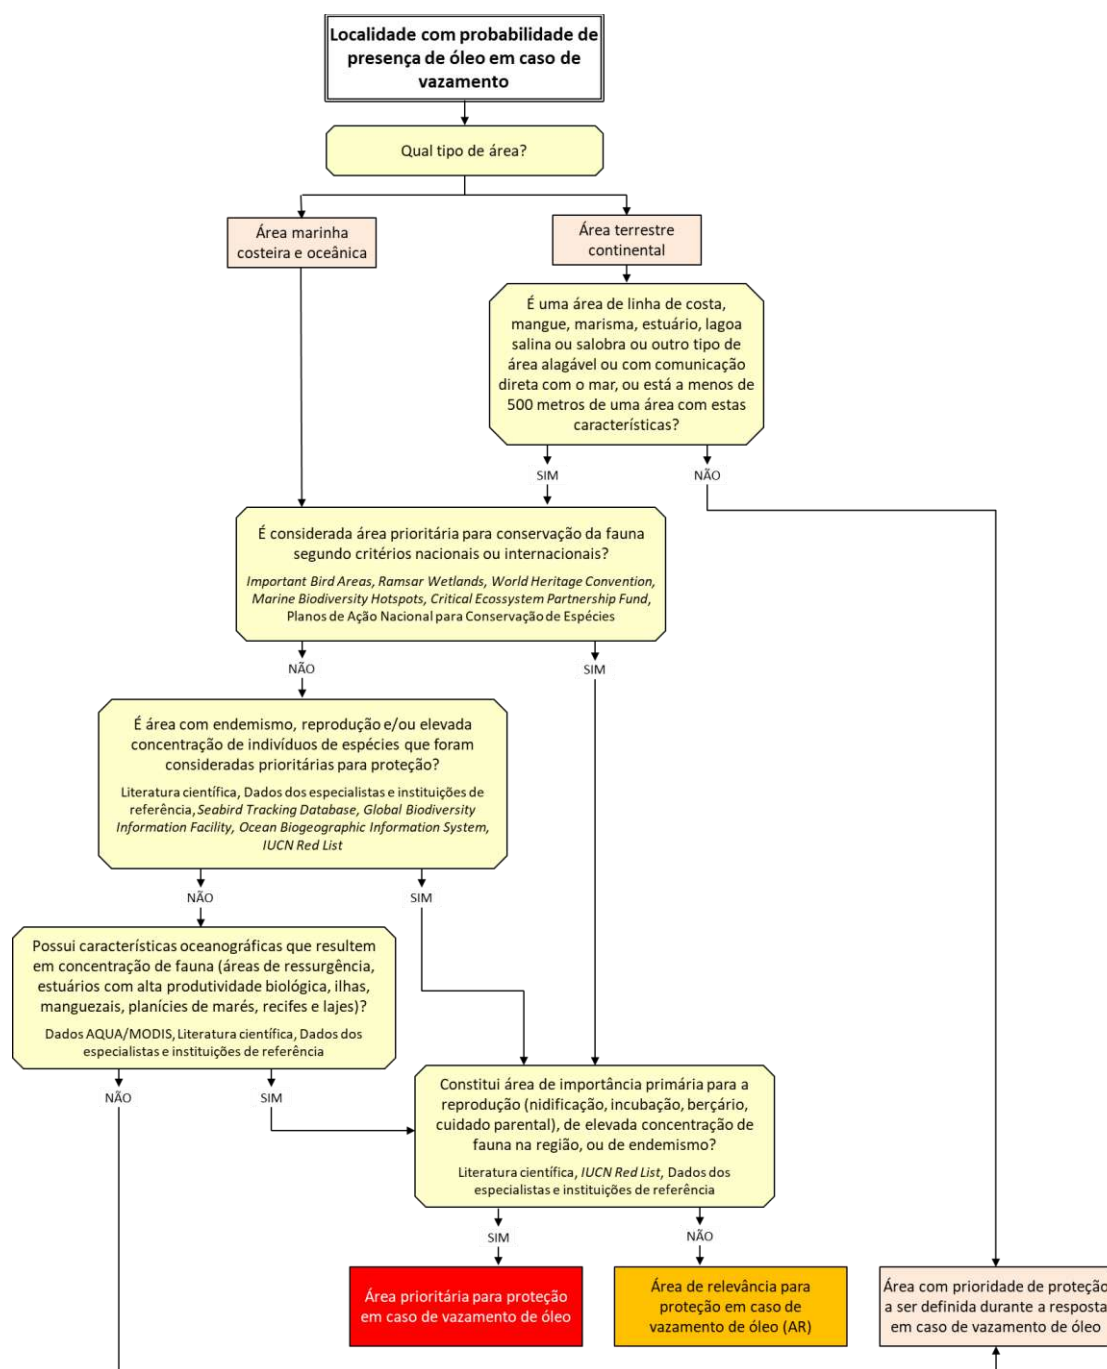 Localidade com probabilidade de
presença de óleo em caso de
vazamento
Qual tipo de área?
Área marinha
costeira e oceânica
Área terrestre
continental
É uma área de linha de costa,
mangue, marisma, estuário, lagoa
salina ou salobra ou outro tipo de
área alagável ou com comunicação
direta com o mar, ou está a menos de
500 metros de uma área com estas
características?
SIM
NÃO
É considerada área prioritária para conservação da fauna
segundo critérios nacionais ou internacionais?
Important Bird Areas, Ramsar Wetlands, World Heritage Convention,
Marine Biodiversity Hotspots, Critical Ecossystem Partnership Fund,
Planos de Ação Nacional para Conservação de Espécies
NÃO
SIM
É área com endemismo, reprodução e/ou elevada
concentração de indivíduos de espécies que foram
consideradas prioritárias para proteção?
Literatura científica, Dados dos especialistas e instituições de
referência, Seabird Tracking Database, Global Biodiversity
Information Facility, Ocean Biogeographic Information System,
IUCN Red List
NÃO
SIM
Possui características oceanográficas que resultem
em concentração de fauna (áreas de ressurgência,
estuários com alta produtividade biológica, ilhas,
manguezais, planícies de marés, recifes e lajes)?
Dados AQUA/MODIS, Literatura científica, Dados dos
especialistas e instituições de referência
NÃO
SIM
Constitui área de importância primária para a
reprodução (nidificação, incubação, berçário,
cuidado parental), de elevada concentração de
fauna na região, ou de endemismo?
Literatura científica, IUCN Red List, Dados dos
especialistas e instituições de referência
SIM
NÃO
Área prioritária para proteção
em caso de vazamento de óleo
Área de relevância para
proteção em caso de
vazamento de óleo (AR)
Área com prioridade de proteção
a ser definida durante a resposta
em caso de vazamento de óleo